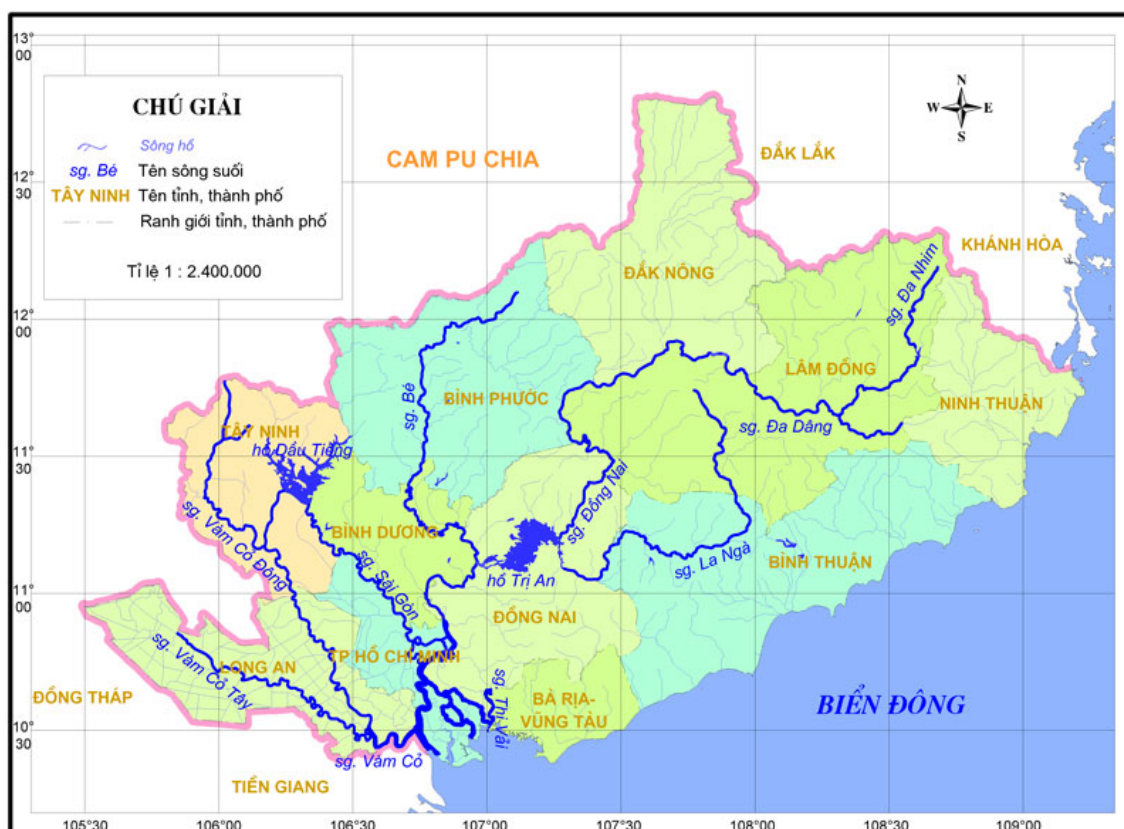 13°
00
12°
30
12°
00
11°
30
11°
00
10°
30
CHÚ GIẢI
Sông hồ
sg. Bé
Tên sông suối
TÂY NINH
Tên tỉnh, thành phố
Ranh giới tỉnh, thành phố
Tỉ lệ 1 : 2.400.000
N
W
E
S
CAM PU CHIA
ĐẮK LẮK
KHÁNH HÒA
ĐẮK NÔNG
sg. Đa Nhim
LÂM ĐỒNG
NINH THUẬN
sg. Bé
BÌNH PHƯỚC
sg. Đa Dâng
TÂY NINH
hồ Dầu Tiếng
sg. Đồng Nai
sg. Vàm Cỏ Đông
BÌNH DƯƠNG
sg. Sài Gòn
hồ Trị An
sg. La Ngà
BÌNH THUẬN
ĐỒNG NAI
sg. Vàm Cỏ Tây
LONG AN
TP HỒ CHÍ MINH
ĐỒNG THÁP
sg. Thị Vải
BÀ RỊA-
VŨNG TÀU
BIỂN ĐÔNG
sg. Vàm Cỏ
TIỀN GIANG
105°30
106°00
106°30
107°00
107°30
108°00
108°30
109°00